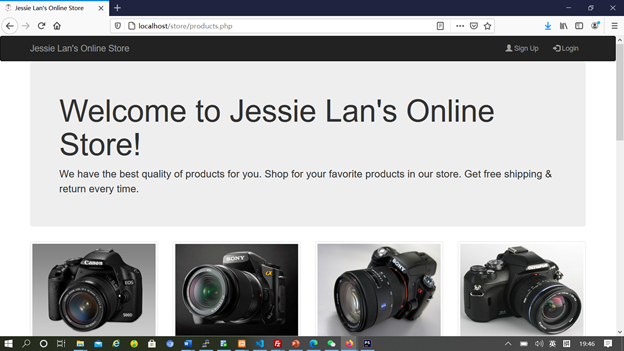 Jessie Lan's Online Store
localhost/store/products.php
Jessie Lan's Online Store
Sign Up
Login
Welcome to Jessie Lan's Online
Store!
We have the best quality of products for you. Shop for your favorite products in our store. Get free shipping &
return every time.
Canon
EOS
SONY
α
SONY
OLYMPUS
英
19:46